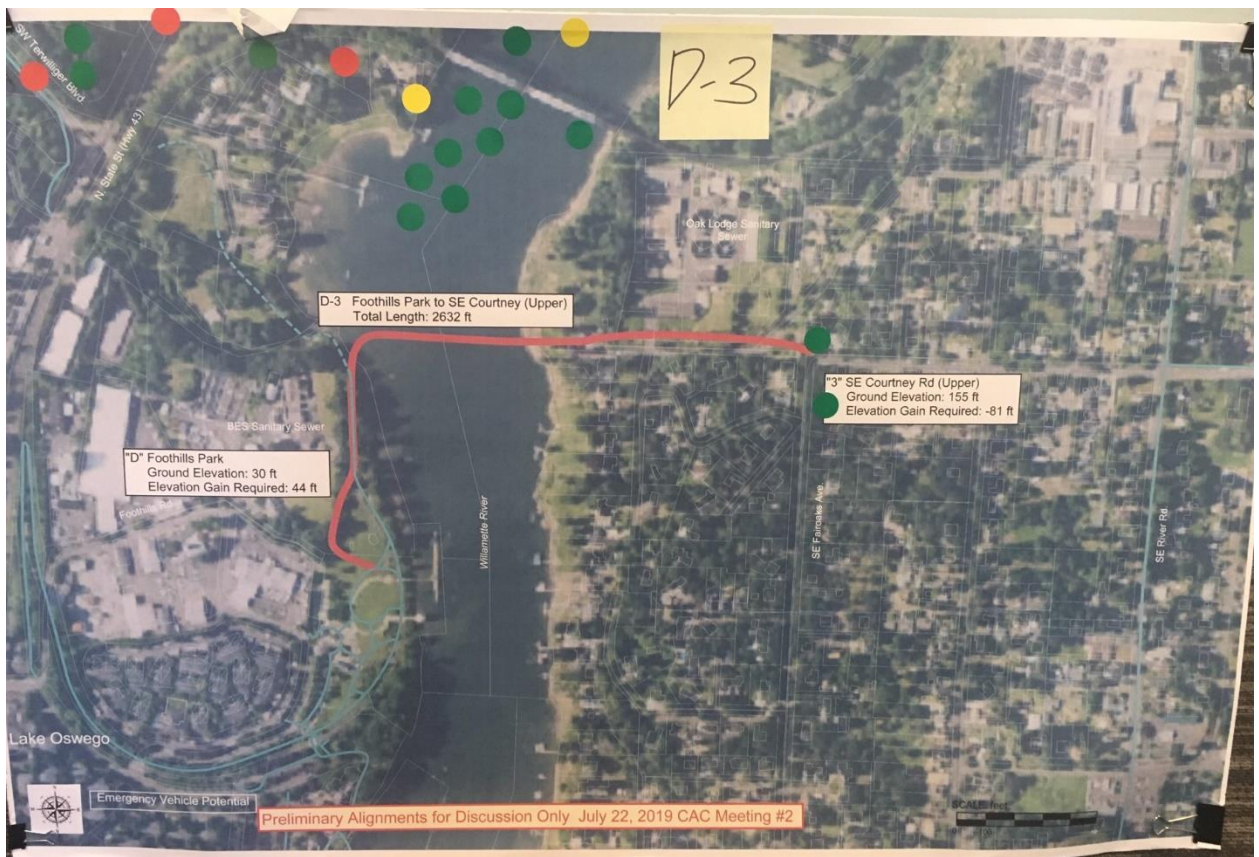 SW Terwilliger Blvd
N. State St (Hwy 43)
D-3
Oak Lodge Sanitary
Sewer
D-3 Foothills Park to SE Courtney (Upper)
Total Length: 2632 ft
"3" SE Courtney Rd (Upper)
Ground Elevation: 155 ft
Elevation Gain Required: -81 ft
BES Sanitary Sewer
"D" Foothills Park
Ground Elevation: 30 ft
Elevation Gain Required: 44 ft
Foothills Rd
Willamette River
SE Fairoaks Ave
SE River Rd.
Lake Oswego
Emergency Vehicle Potential
Preliminary Alignments for Discussion Only July 22, 2019 CAC Meeting #2
SCALE: feet